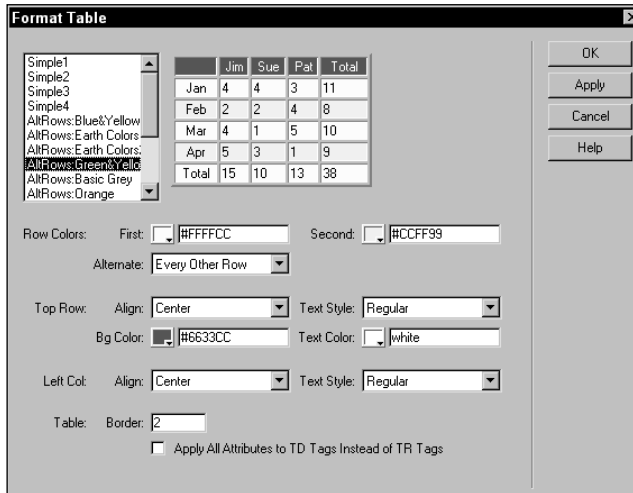 Format Table
Simple1
Simple2
Simple3
Simple4
AltRows:Blue&Yellow
AltRows:Earth Colors
AltRows:Earth Colors2
AltRows:Green&Yello
AltRows:Basic Grey
AltRows:Orange
Jim Sue Pat Total
Jan 4 4 3 11
Feb 2 2 4 8
Mar 4 1 5 10
Apr 5 3 1 9
Total 15 10 13 38
OK
Apply
Cancel
Help
Row Colors: First: #FFFFCC Second: #CCFF99
Alternate: Every Other Row
Top Row: Align: Center Text Style: Regular
Bg Color: #6633CC Text Color: white
Left Col: Align: Center Text Style: Regular
Table: Border: 2
Apply All Attributes to TD Tags Instead of TR Tags